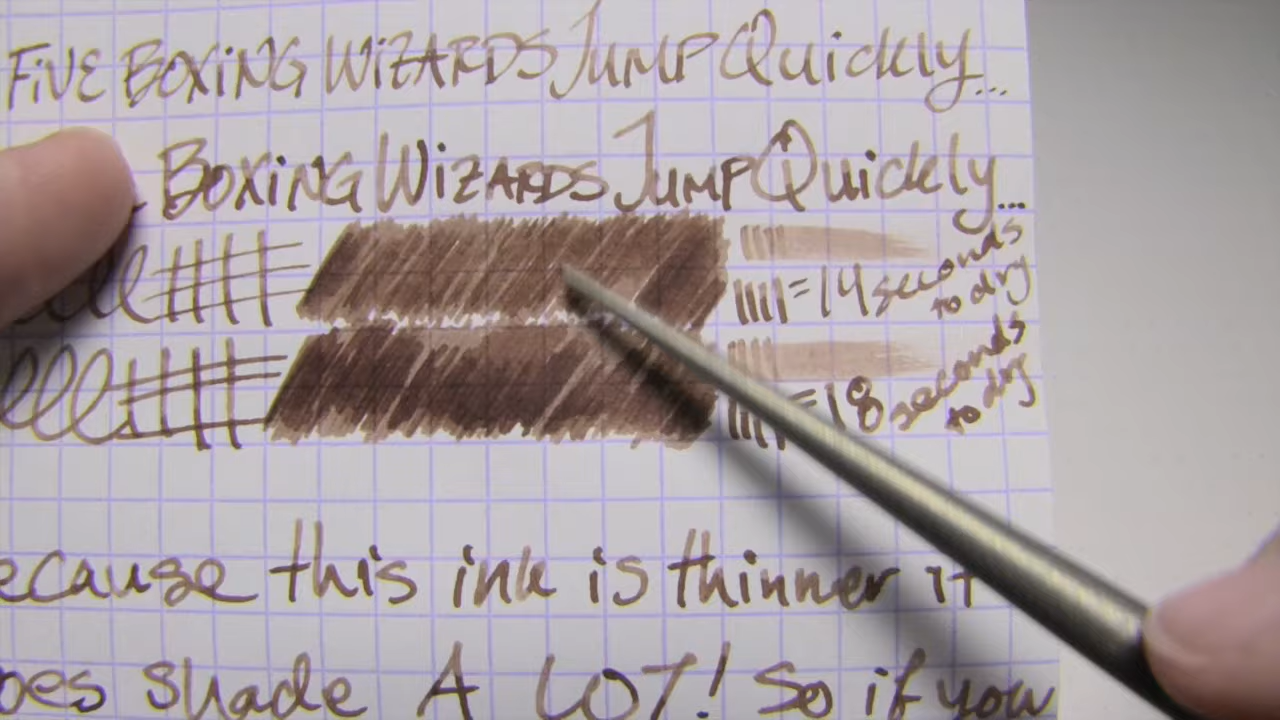 FiVE BOXiNG WiZARDS JUMP Quickly...
BOXiNG WiZARDS JUMP Quickly...
=14 seconds
to dry
=18 seconds
to dry
ecause this ink is thinner it
oes shade A LOT! So if you